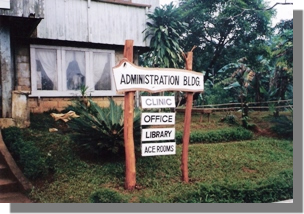 ADMINISTRATION BLDG.
CLINIC
OFFICE
LIBRARY
ACE ROOMS